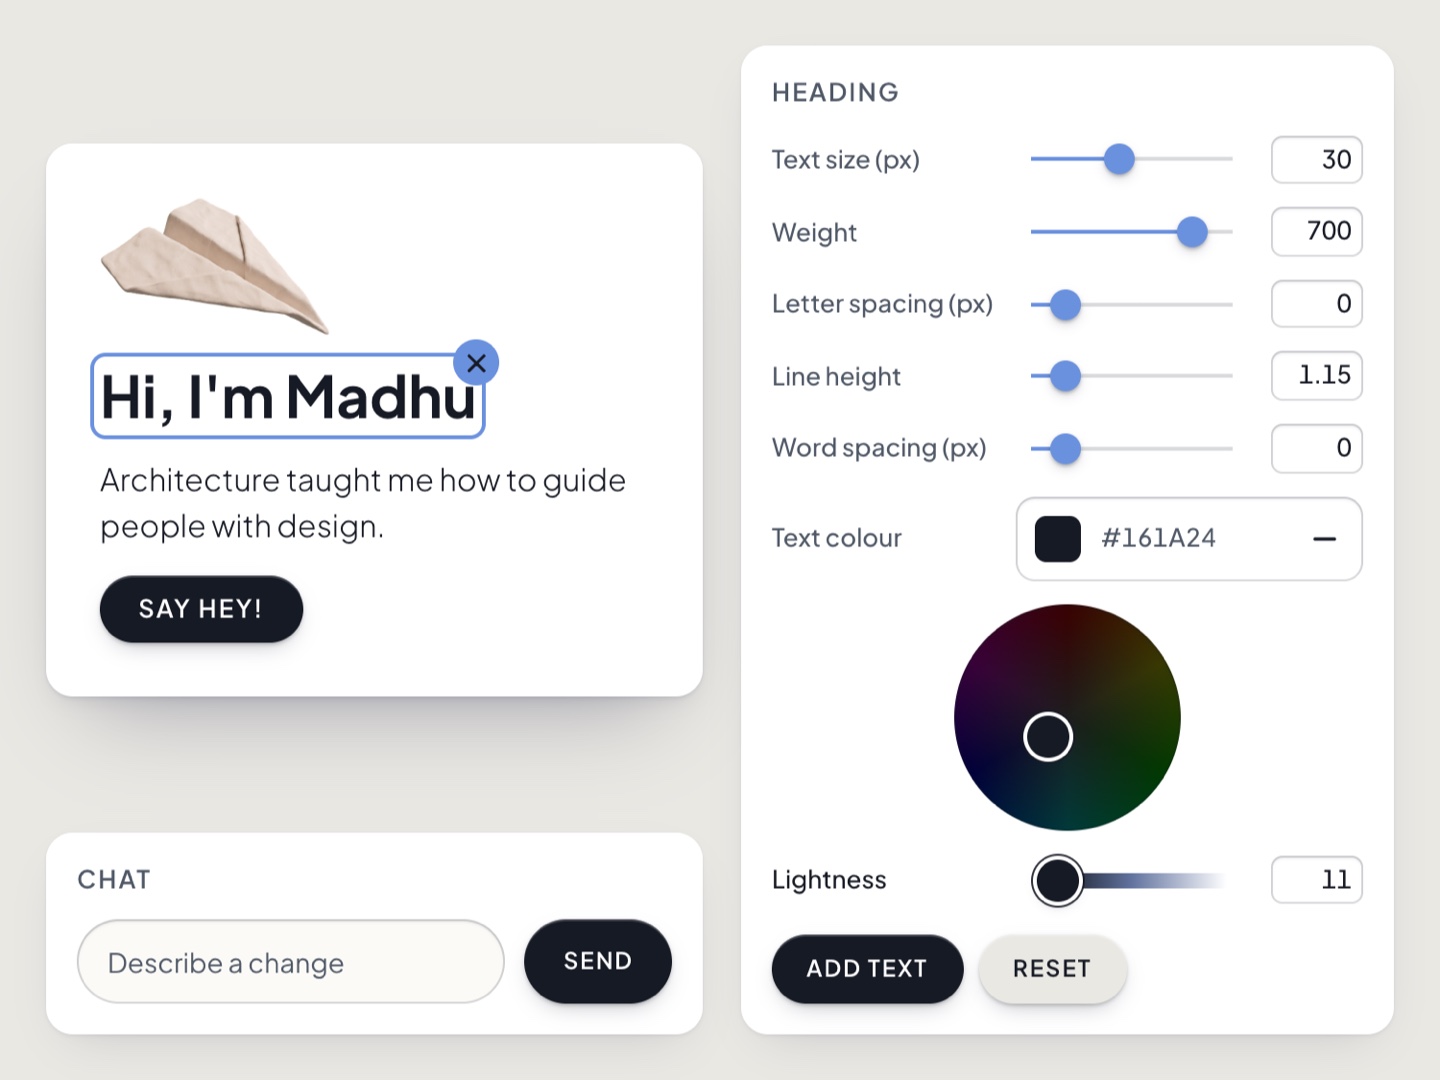 Hi, I'm Madhu
Architecture taught me how to guide
people with design.
SAY HEY!
CHAT
Describe a change
SEND
HEADING
Text size (px)
30
Weight
700
Letter spacing (px)
0
Line height
1.15
Word spacing (px)
0
Text colour
#161A24
Lightness
11
ADD TEXT
RESET